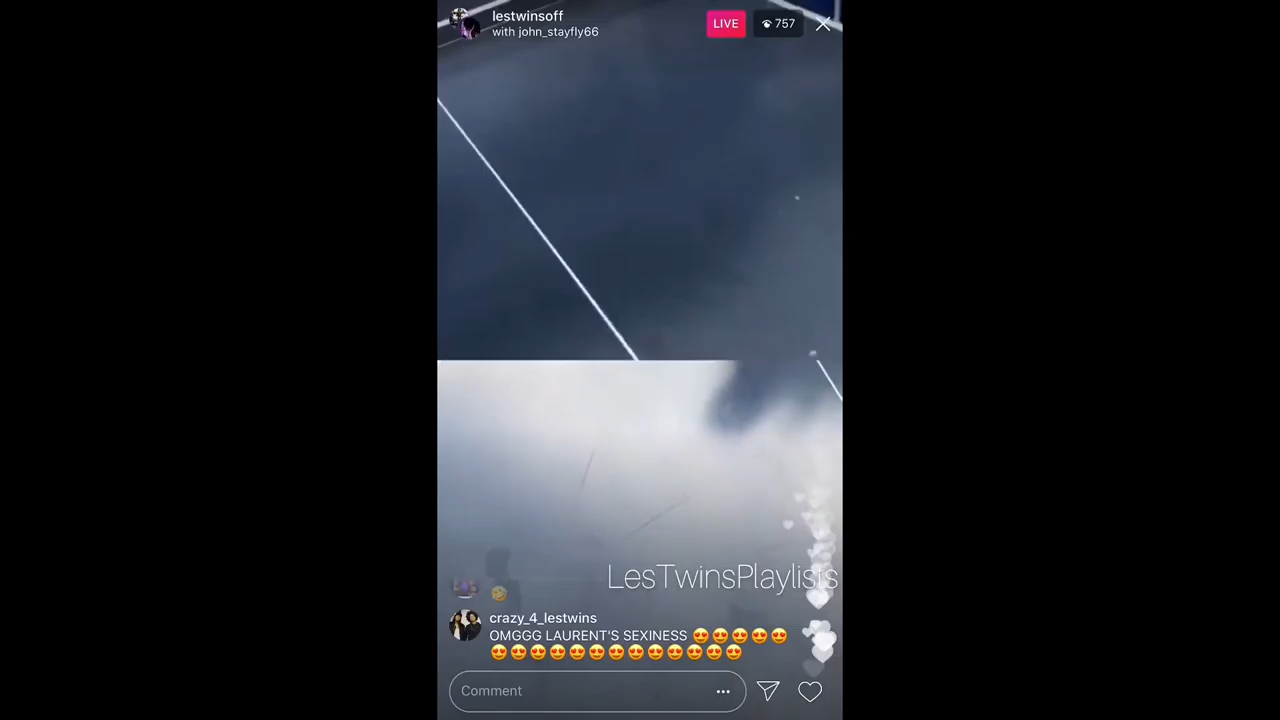 lestwinsoff
with john_stayfly66
LIVE
757
LesTwinsPlaylists
crazy_4_lestwins
OMGGG LAURENT'S SEXINESS 😍😍😍😍😍
😍😍😍😍😍😍😍😍😍😍😍😍😍
Comment